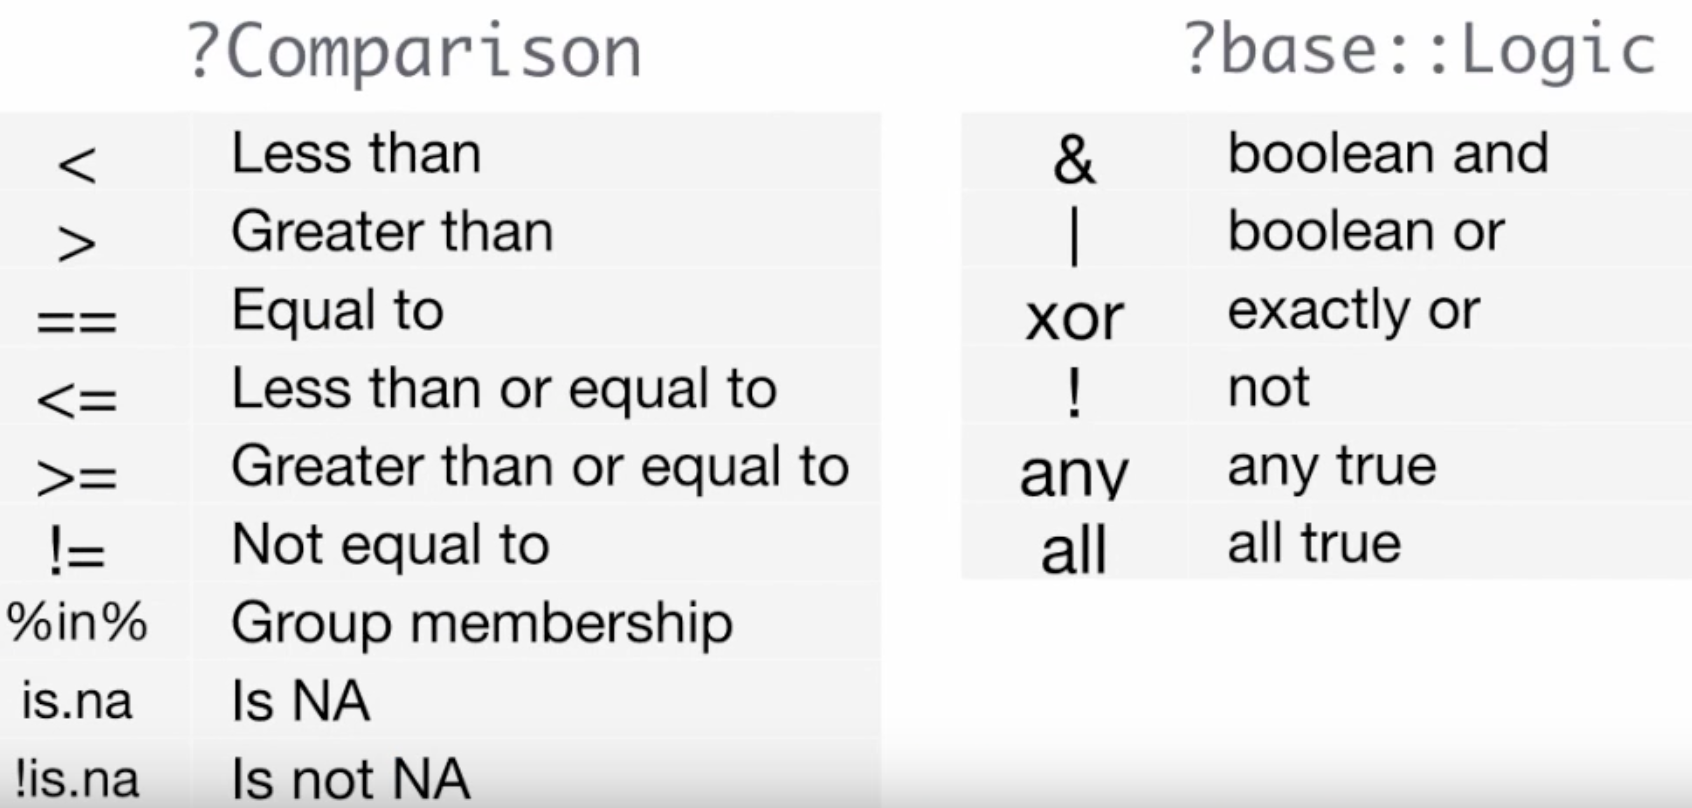 ?Comparison
< Less than
> Greater than
== Equal to
<= Less than or equal to
>= Greater than or equal to
!= Not equal to
%in% Group membership
is.na Is NA
!is.na Is not NA
?base::Logic
& boolean and
| boolean or
xor exactly or
! not
any any true
all all true